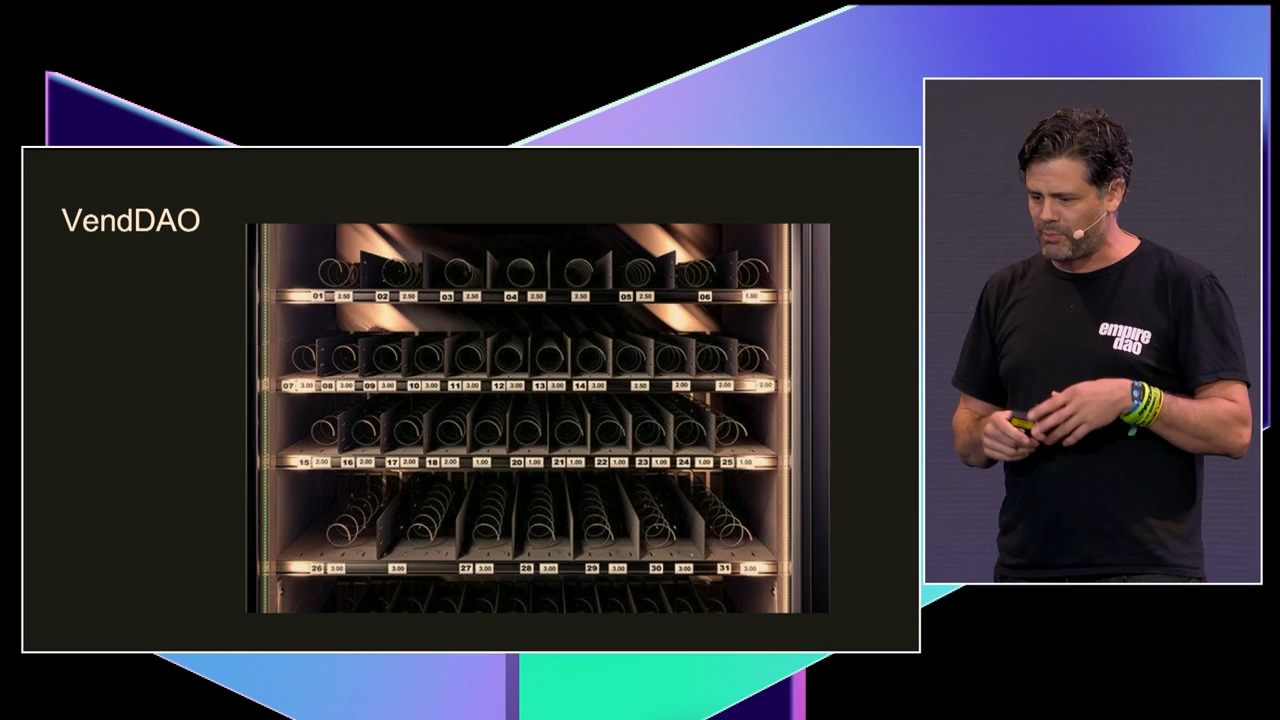 VendDAO
01 2.50 02 2.50 03 2.50 04 2.50 2.50 05 2.50 06 1.00
07 3.00 08 3.00 09 3.00 10 3.00 11 3.00 12 3.00 13 3.00 14 3.00 2.50 2.00 2.00 2.00
15 2.00 16 2.00 17 2.00 18 2.00 1.00 20 1.00 21 1.00 22 1.00 23 1.00 24 1.00 25 1.00
26 3.00 3.00 27 3.00 28 3.00 29 3.00 30 3.00 31 3.00
empire
dao